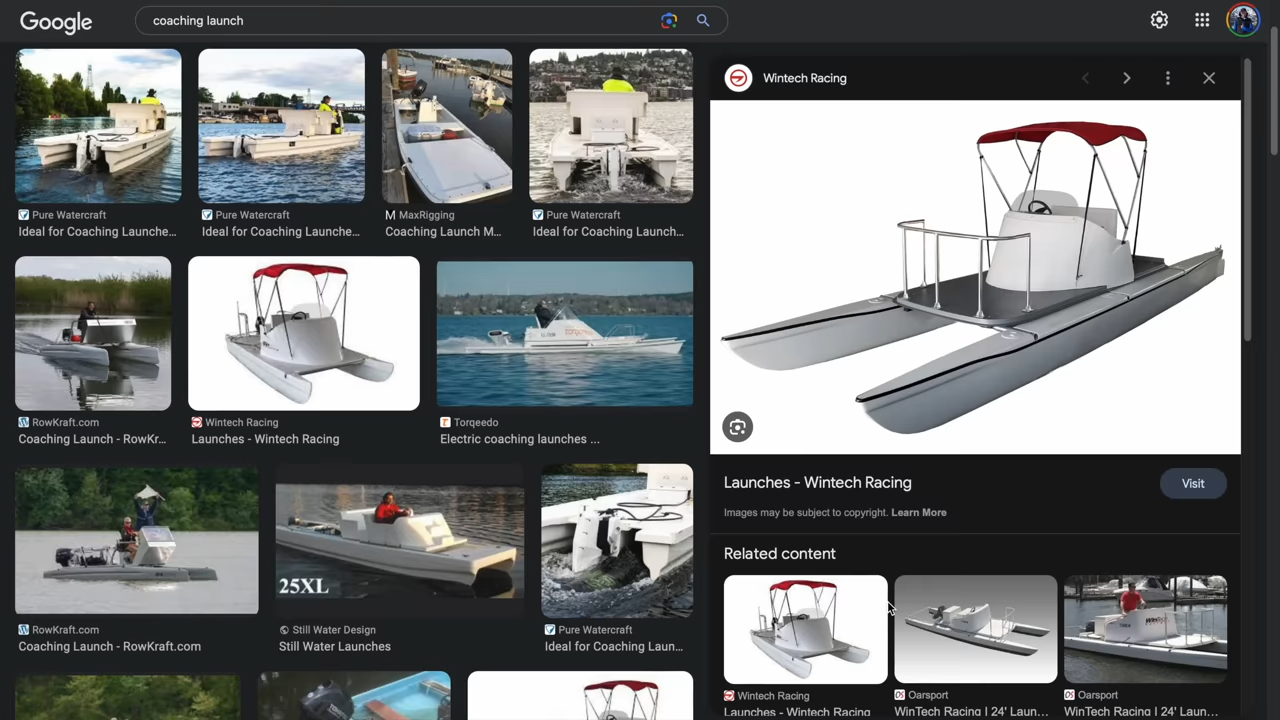 Google
coaching launch
Pure Watercraft
Ideal for Coaching Launche...
Pure Watercraft
Ideal for Coaching Launche...
MaxRigging
Coaching Launch M...
Pure Watercraft
Ideal for Coaching Launch...
RowKraft.com
Coaching Launch - RowKr...
Wintech Racing
Launches - Wintech Racing
Torqeedo
Electric coaching launches ...
RowKraft.com
Coaching Launch - RowKraft.com
25XL
Still Water Design
Still Water Launches
Pure Watercraft
Ideal for Coaching Laun...
Wintech Racing
Launches - Wintech Racing
Visit
Images may be subject to copyright. Learn More
Related content
Wintech Racing
Launches - Wintech Racing
Oarsport
WinTech Racing | 24' Laun...
Oarsport
WinTech Racing | 24' Laun...